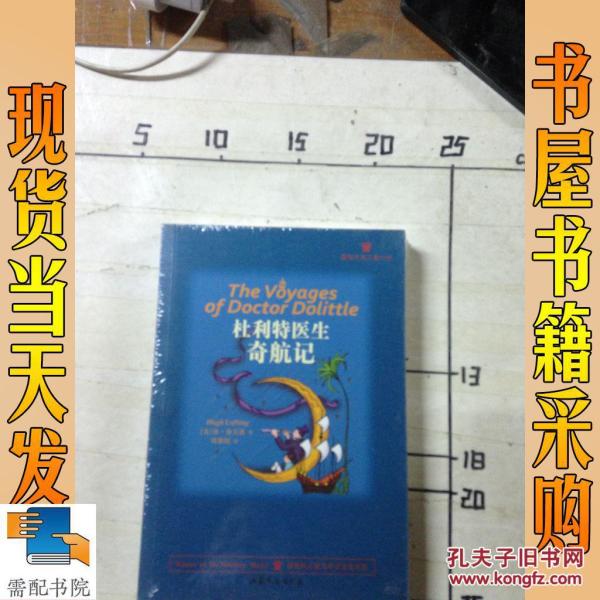 现货当天发
书屋书籍采购
5 10 15 20 25
The Voyages
of Doctor Dolittle
杜利特医生
奇航记
Hugh Lofting
13
18
20
需配书院
孔夫子旧书网
www.kongfz.com